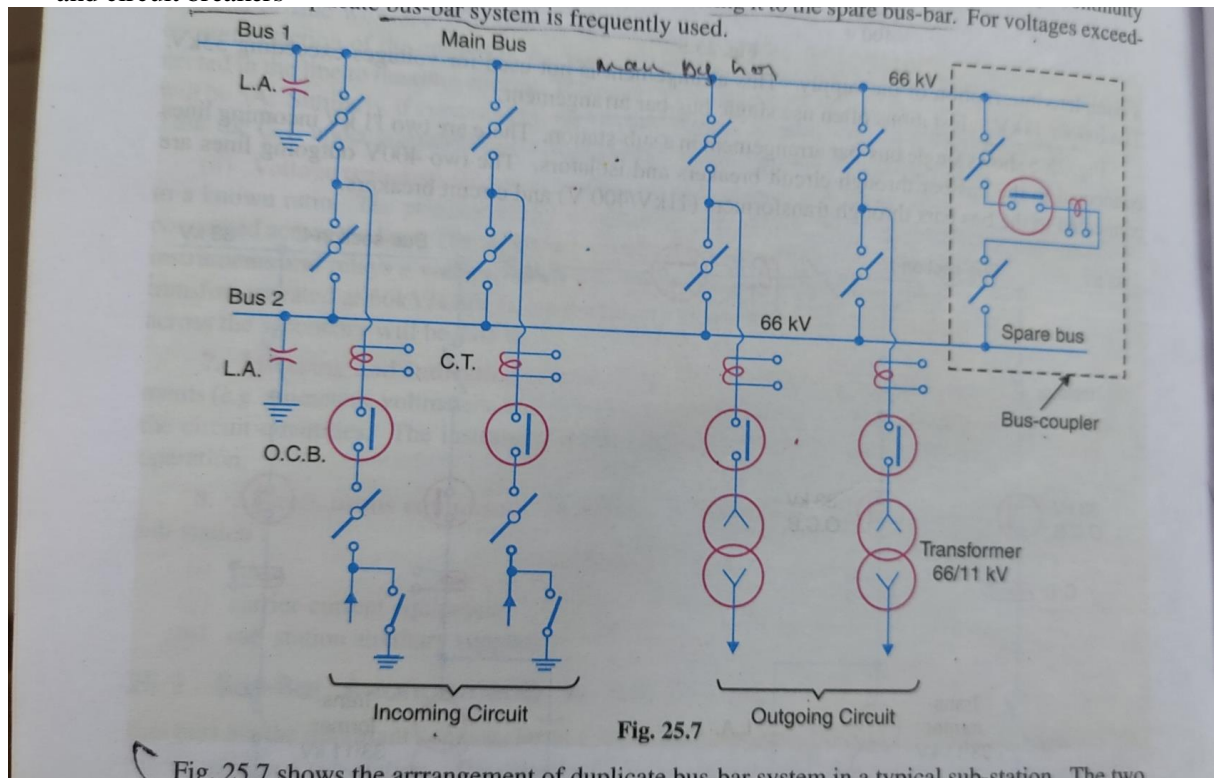 and circuit breakers
it to the spare bus-bar. For voltages exceed-
bus-bar system is frequently used.
Bus 1
Main Bus
66 kV
L.A.
Bus 2
66 kV
Spare bus
L.A.
C.T.
Bus-coupler
O.C.B.
Transformer
66/11 kV
Incoming Circuit
Fig. 25.7
Outgoing Circuit
Fig. 25.7 shows the arrrangement of duplicate bus-bar system in a typical sub-station. The two